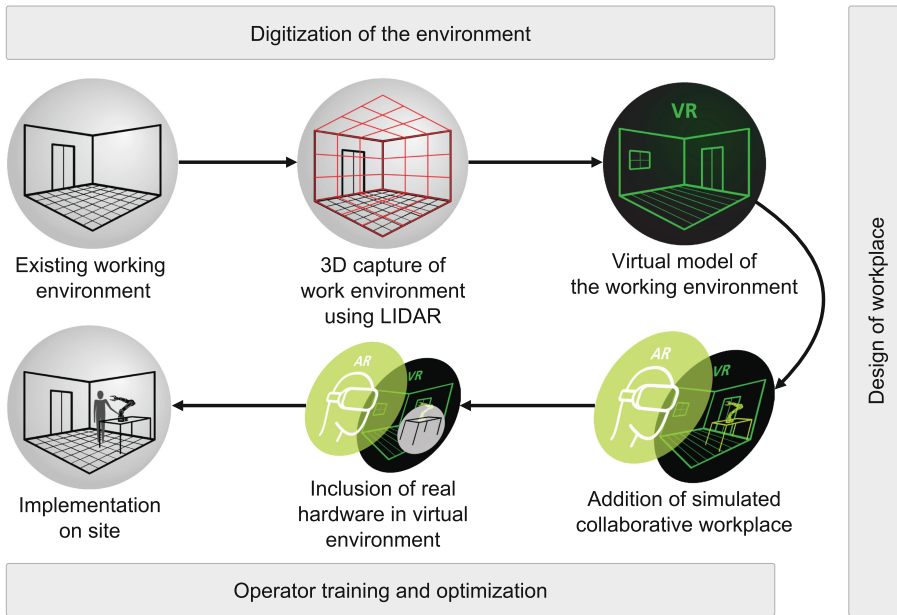 Digitization of the environment
VR
Existing working
environment
3D capture of
work environment
using LIDAR
Virtual model of
the working environment
Design of workplace
AR
VR
AR
VR
Implementation
on site
Inclusion of real
hardware in virtual
environment
Addition of simulated
collaborative workplace
Operator training and optimization